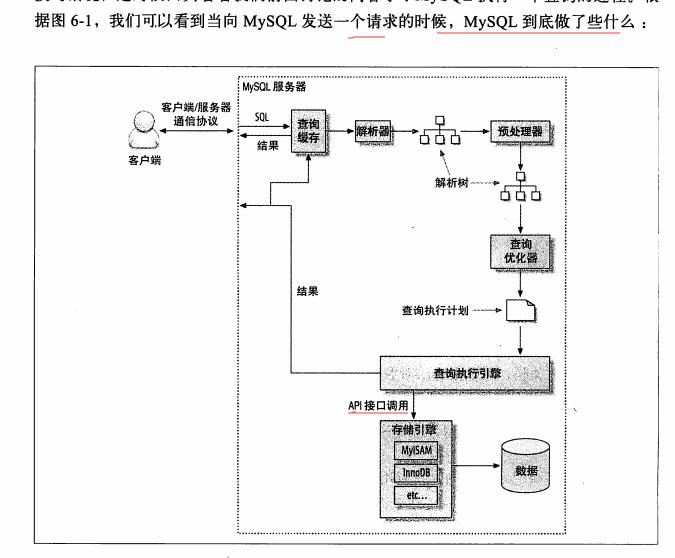 据图 6-1，我们可以看到当向 MySQL 发送一个请求的时候，MySQL 到底做了些什么：
MySQL 服务器
客户端/服务器
通信协议
客户端
SQL
结果
查询
缓存
解析器
预处理器
解析树
查询
优化器
结果
查询执行计划
查询执行引擎
API 接口调用
存储引擎
MyISAM
InnoDB
etc...
数据